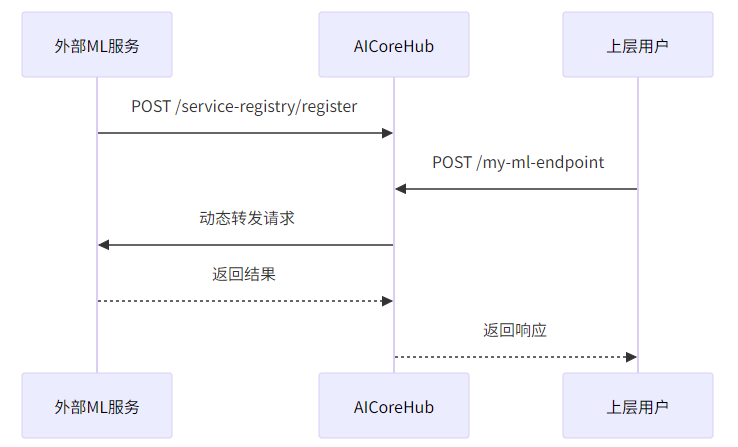 外部ML服务
AICoreHub
上层用户
POST /service-registry/register
POST /my-ml-endpoint
动态转发请求
返回结果
返回响应
外部ML服务
AICoreHub
上层用户